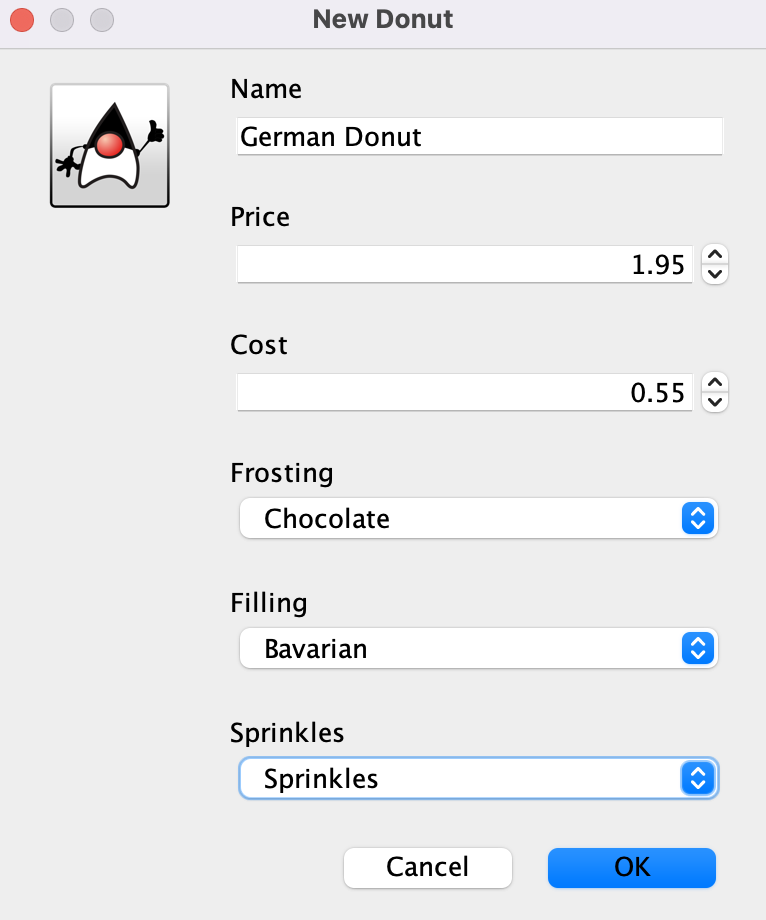 New Donut
Name
German Donut
Price
1.95
Cost
0.55
Frosting
Chocolate
Filling
Bavarian
Sprinkles
Sprinkles
Cancel
OK